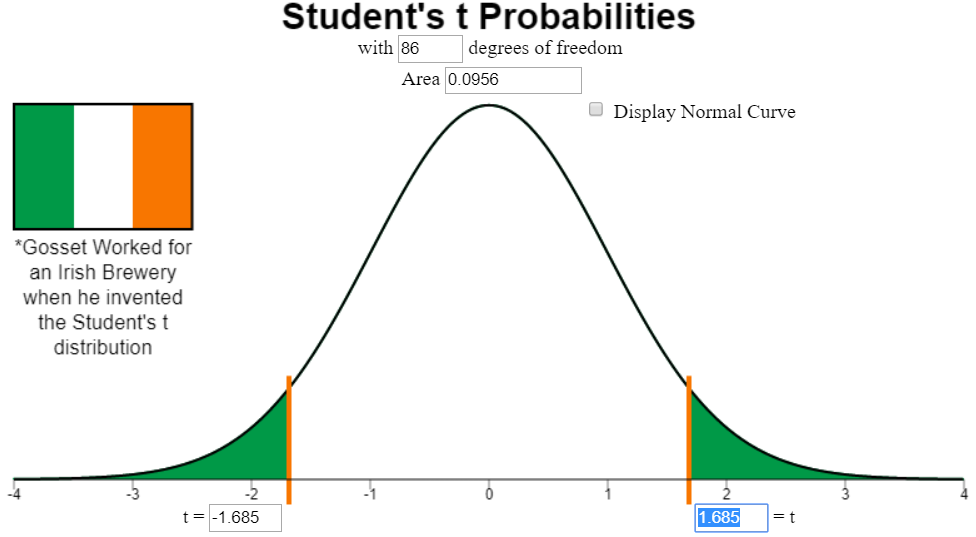 Student's t Probabilities
with 86 degrees of freedom
Area 0.0956
Display Normal Curve
*Gosset Worked for
an Irish Brewery
when he invented
the Student's t
distribution
-4 -3 -2 -1 0 1 2 3 4
t = -1.685 1.685 = t